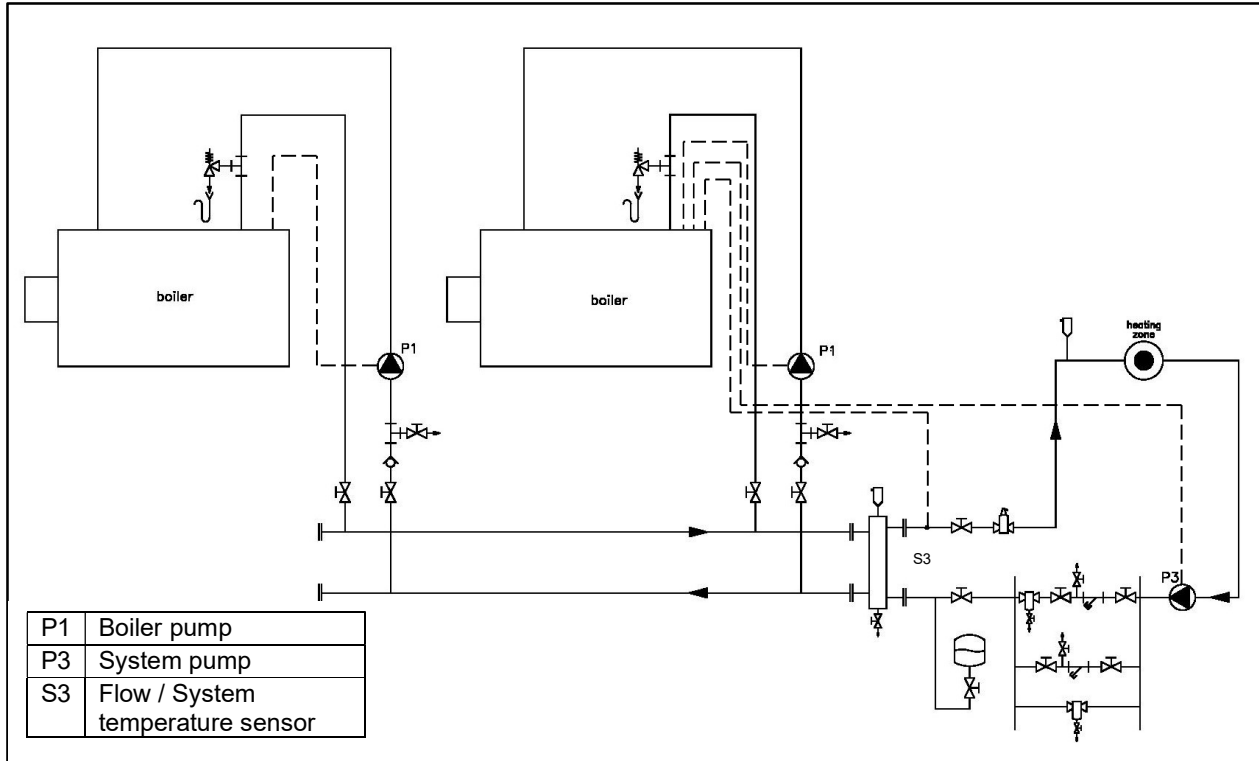 boiler
boiler
P1
P1
heating
zone
S3
P3
P1 Boiler pump
P3 System pump
S3 Flow / System
temperature sensor